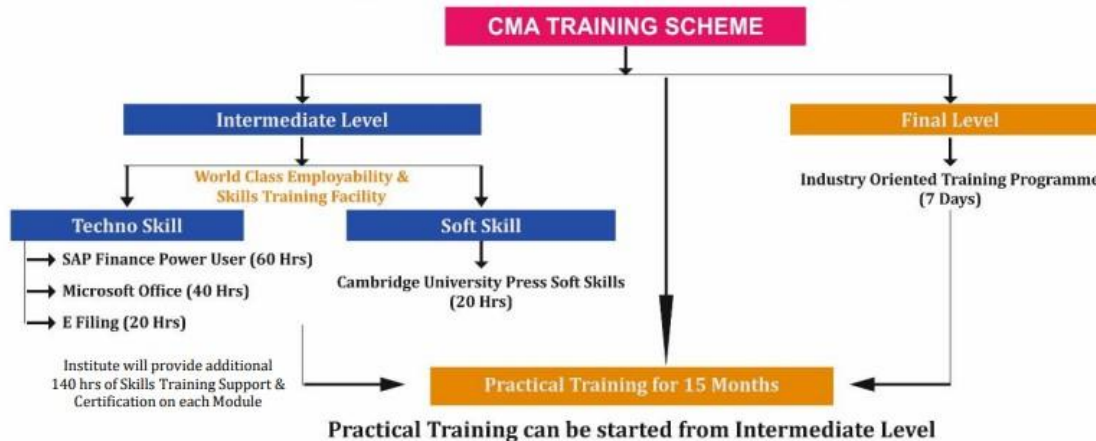 CMA TRAINING SCHEME
Intermediate Level
Final Level
World Class Employability &
Skills Training Facility
Industry Oriented Training Programme
(7 Days)
Techno Skill
Soft Skill
SAP Finance Power User (60 Hrs)
Microsoft Office (40 Hrs)
E Filing (20 Hrs)
Cambridge University Press Soft Skills
(20 Hrs)
Institute will provide additional
140 hrs of Skills Training Support &
Certification on each Module
Practical Training for 15 Months
Practical Training can be started from Intermediate Level